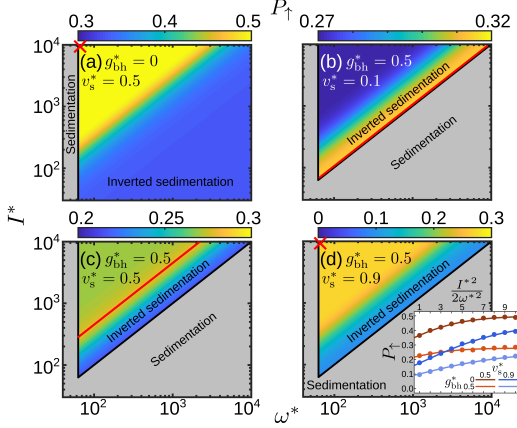 P↑
0.3 0.4 0.5
0.27 0.32
(a) g*bh = 0
v*s = 0.5
Sedimentation
Inverted sedimentation
(b) g*bh = 0.5
v*s = 0.1
Inverted sedimentation
Sedimentation
10⁴
10³
10²
I*
0.2 0.25 0.3
0 0.1 0.2 0.3
(c) g*bh = 0.5
v*s = 0.5
Inverted sedimentation
Sedimentation
(d) g*bh = 0.5
v*s = 0.9
Inverted sedimentation
Sedimentation
10⁴
10³
10²
I*²
2ω*²
1 3 5 7 9
0.5
0.4
0.3
0.2
0.1
0.0
P←
v*s
0.5 0.9
g*bh 0
0.5
10² 10³ 10⁴
10² 10³ 10⁴
ω*